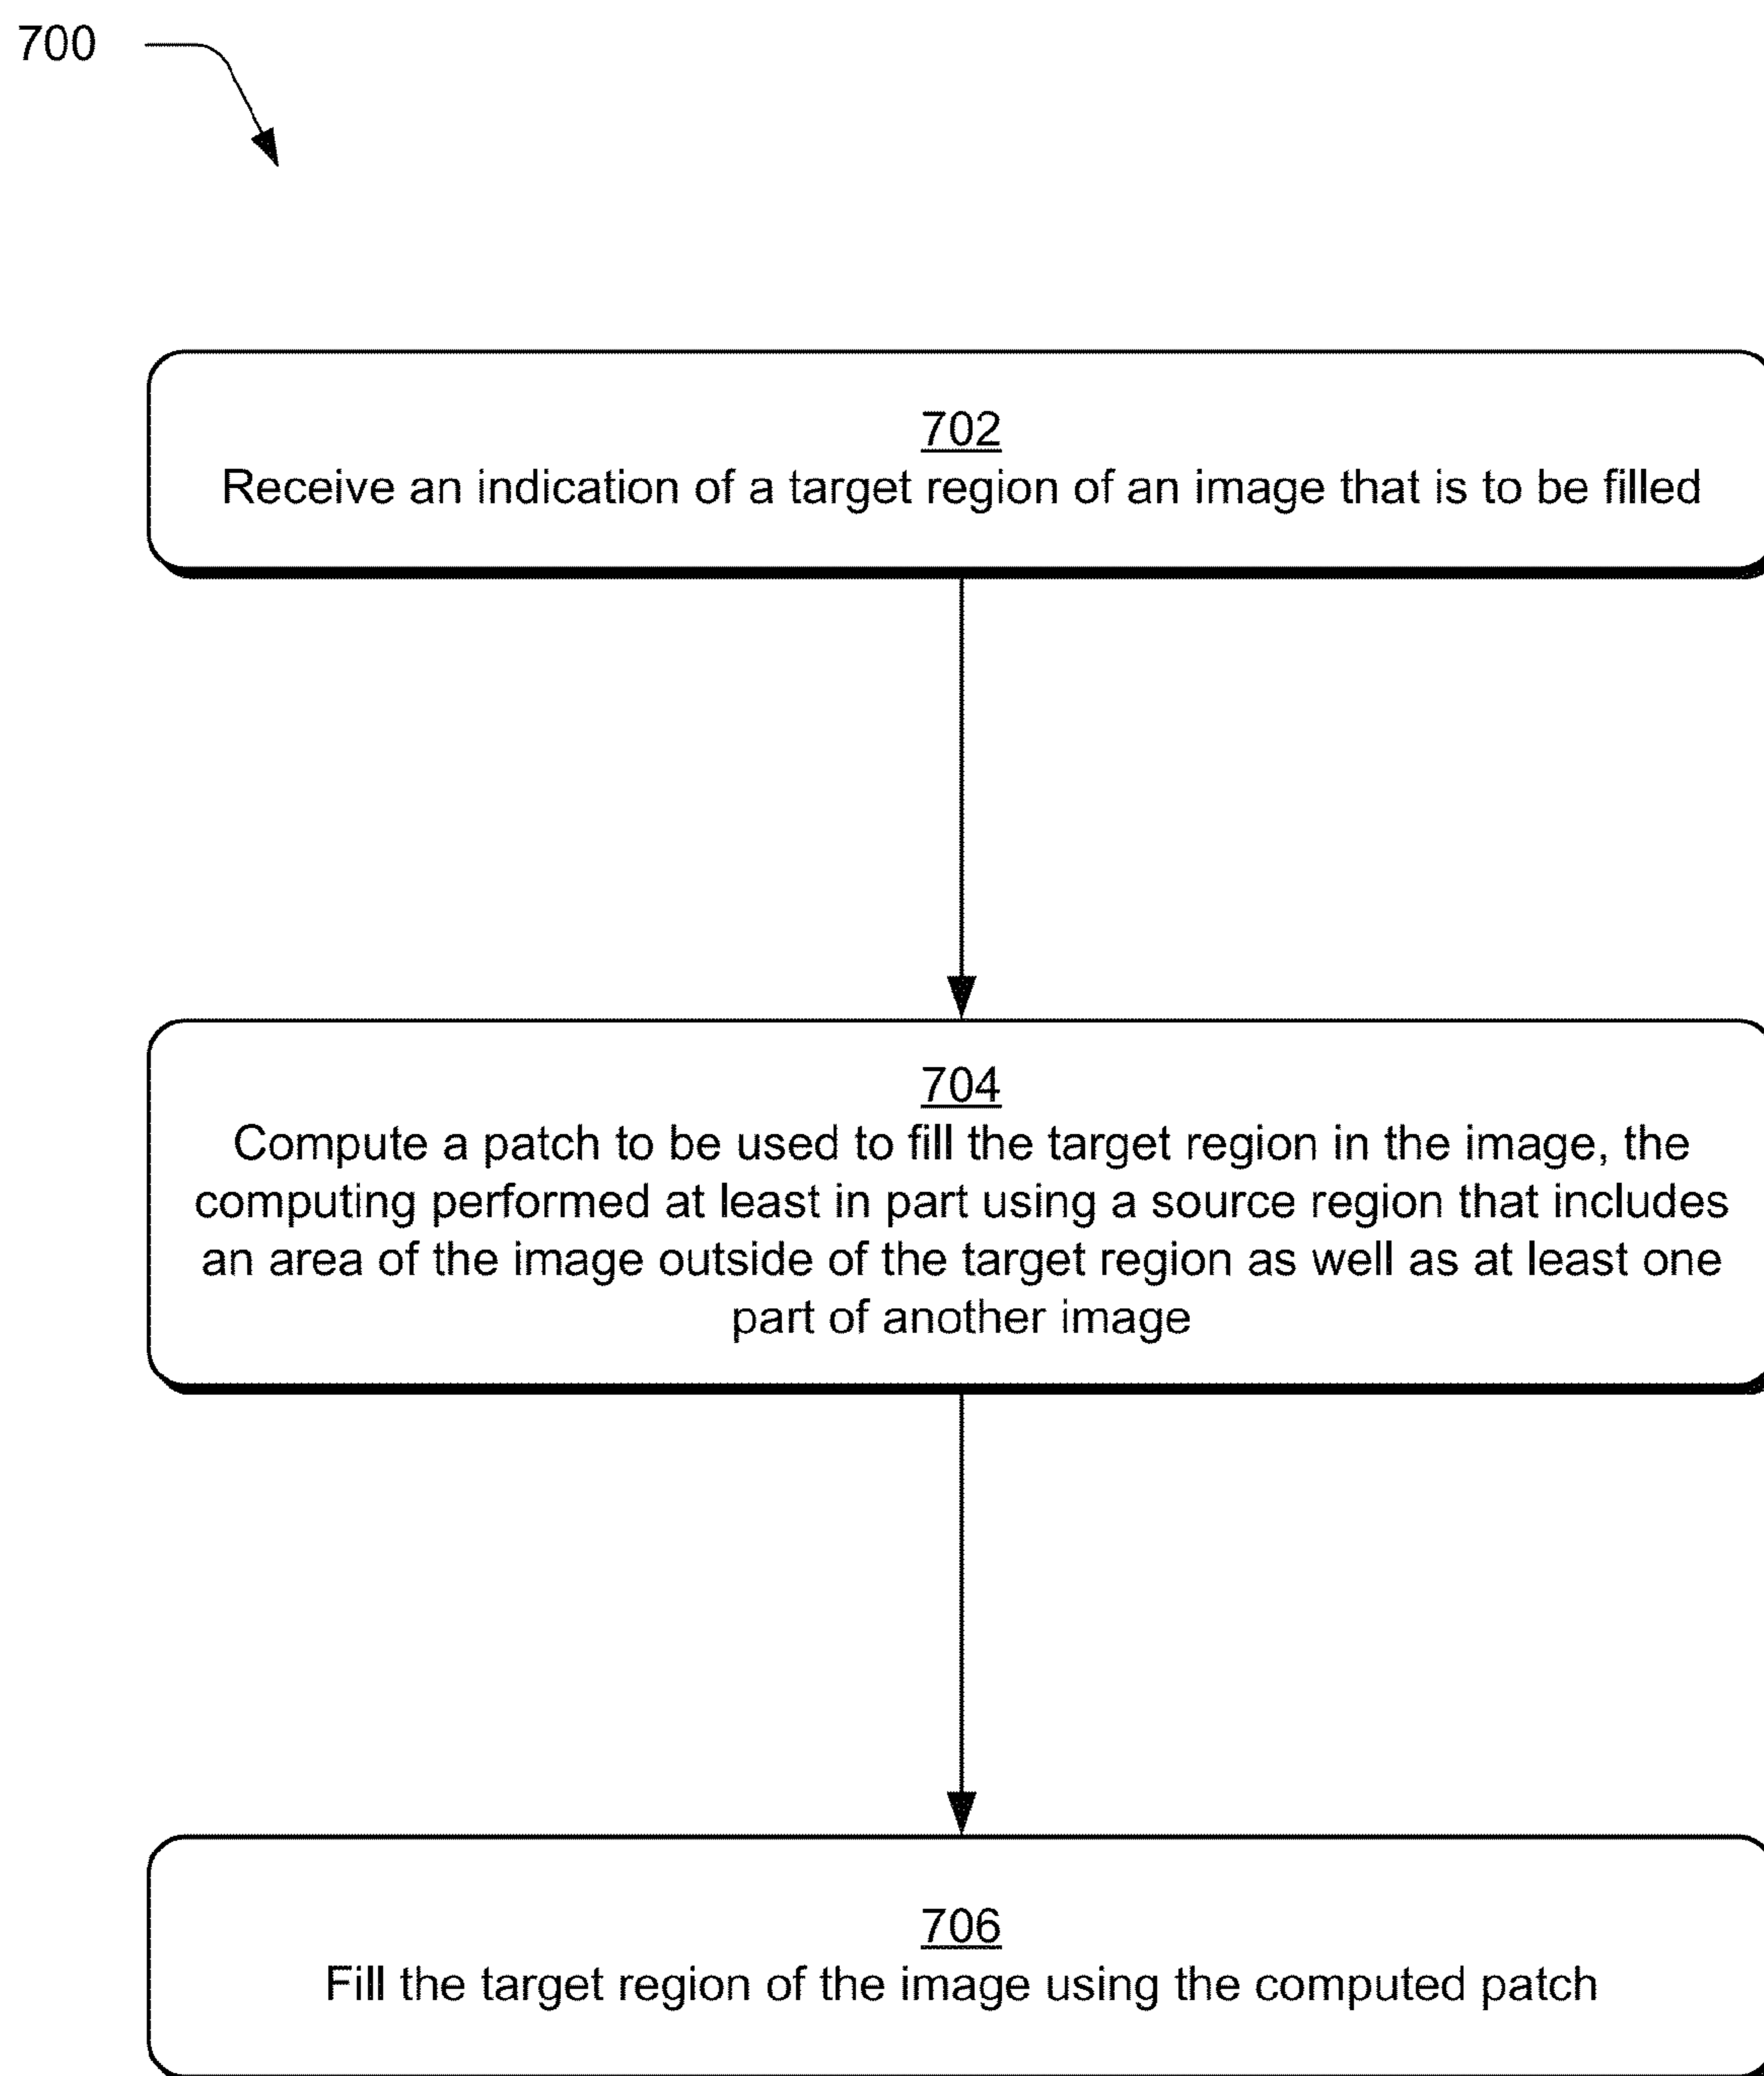 700
702
Receive an indication of a target region of an image that is to be filled
704
Compute a patch to be used to fill the target region in the image, the
computing performed at least in part using a source region that includes
an area of the image outside of the target region as well as at least one
part of another image
706
Fill the target region of the image using the computed patch